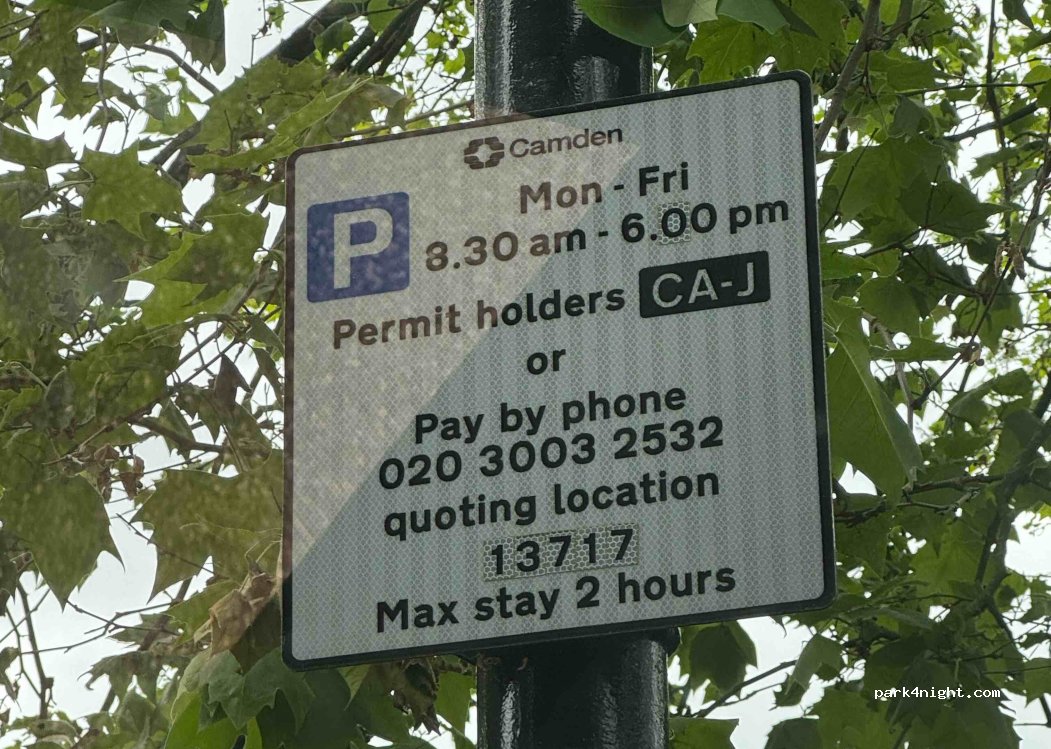 Camden
Mon - Fri
P
8.30 am - 6.00 pm
Permit holders CA-J
or
Pay by phone
020 3003 2532
quoting location
13717
Max stay 2 hours
park4night.com